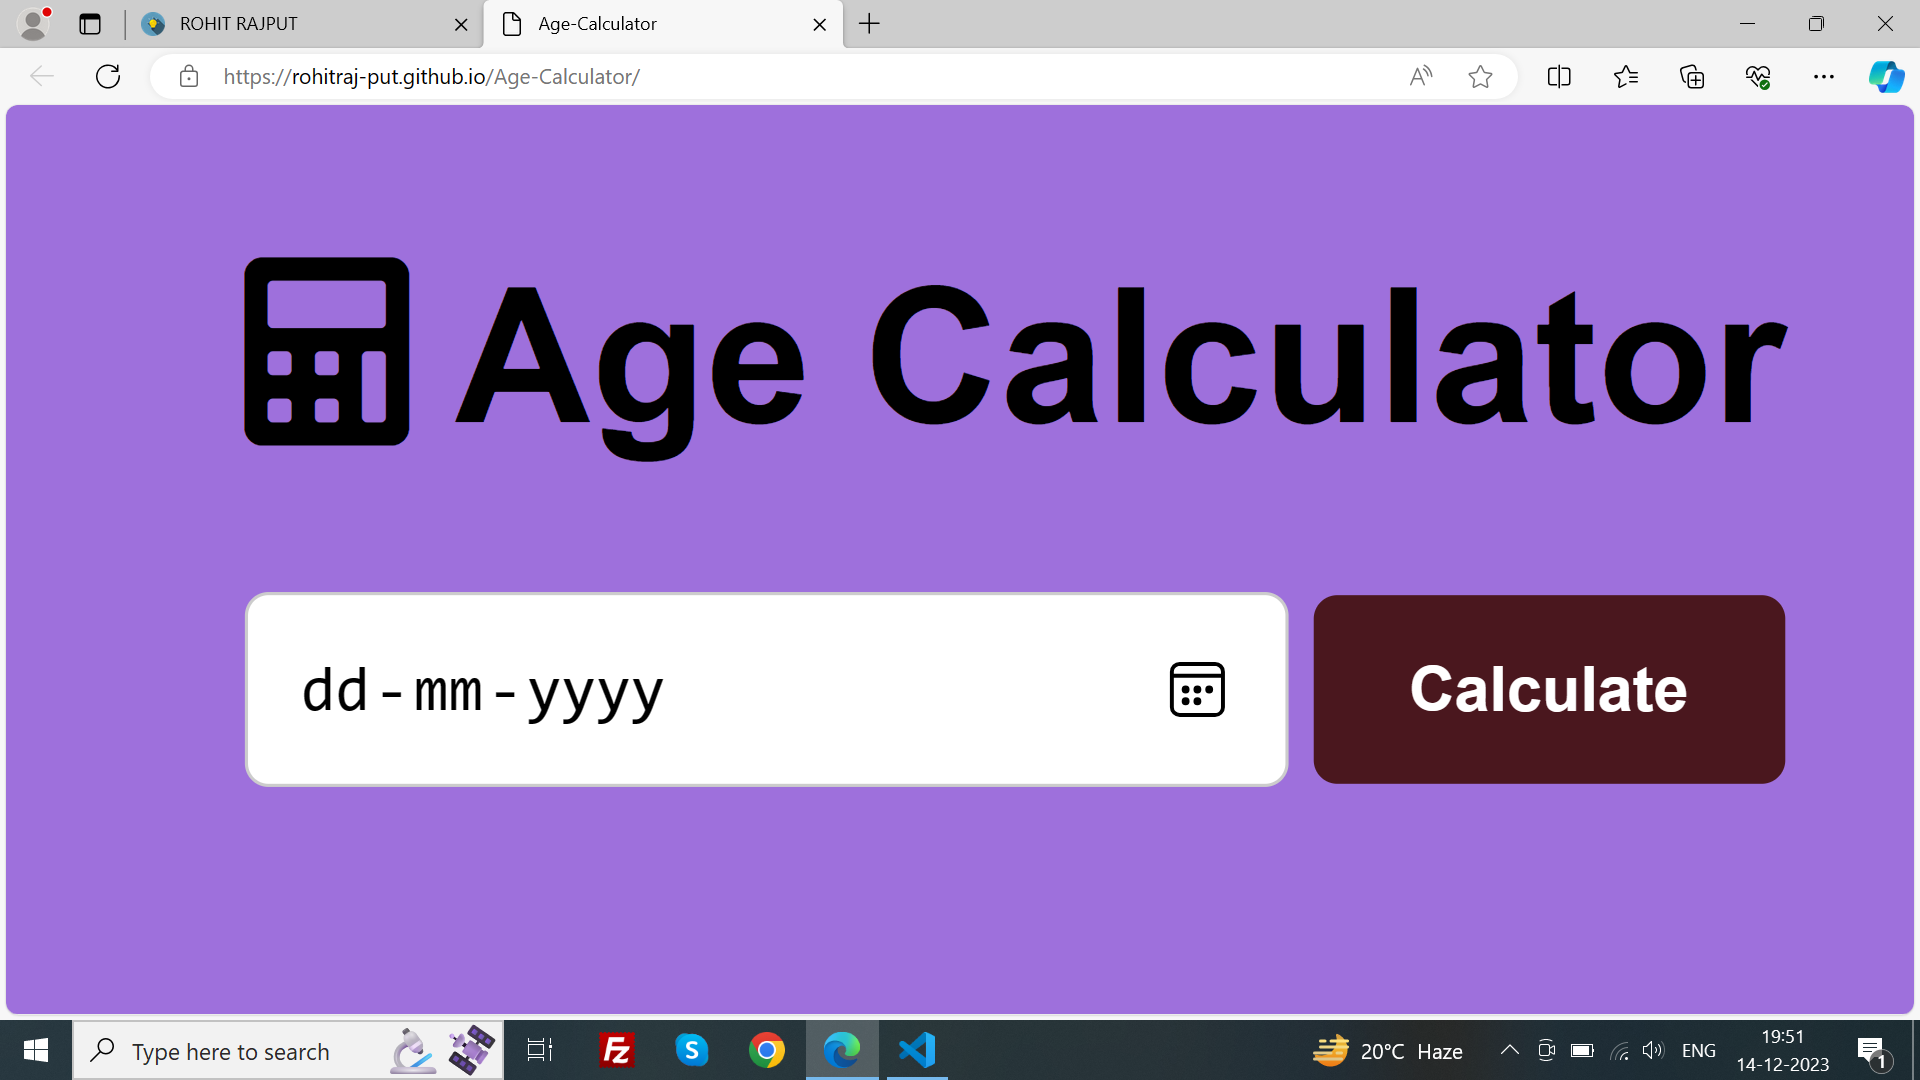 ROHIT RAJPUT
Age-Calculator
https://rohitraj-put.github.io/Age-Calculator/
Age Calculator
dd-mm-yyyy
Calculate
Type here to search
Fz
S
20°C Haze
ENG
19:51
14-12-2023
1